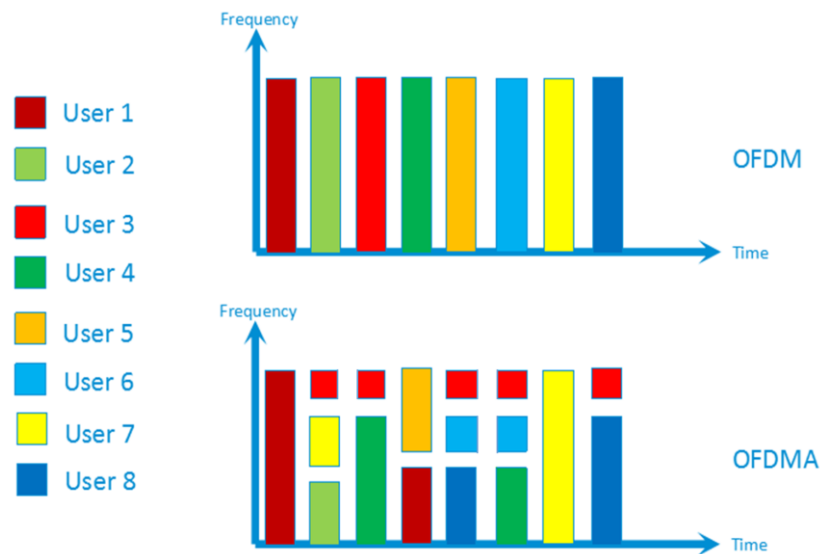 Frequency
User 1
User 2
User 3
User 4
User 5
User 6
User 7
User 8
OFDM
Time
Frequency
OFDMA
Time